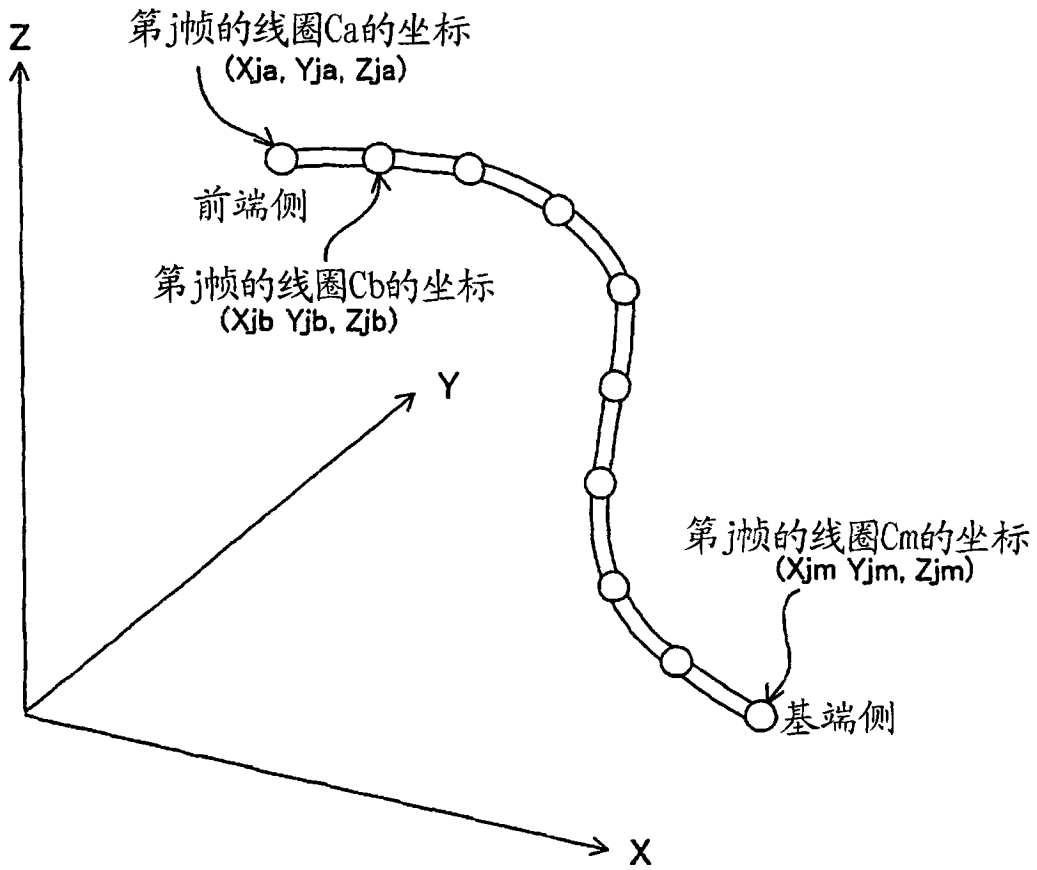 第j帧的线圈Ca的坐标
(Xja, Yja, Zja)
Z
前端侧
第j帧的线圈Cb的坐标
(Xjb Yjb, Zjb)
Y
第j帧的线圈Cm的坐标
(Xjm Yjm, Zjm)
基端侧
X